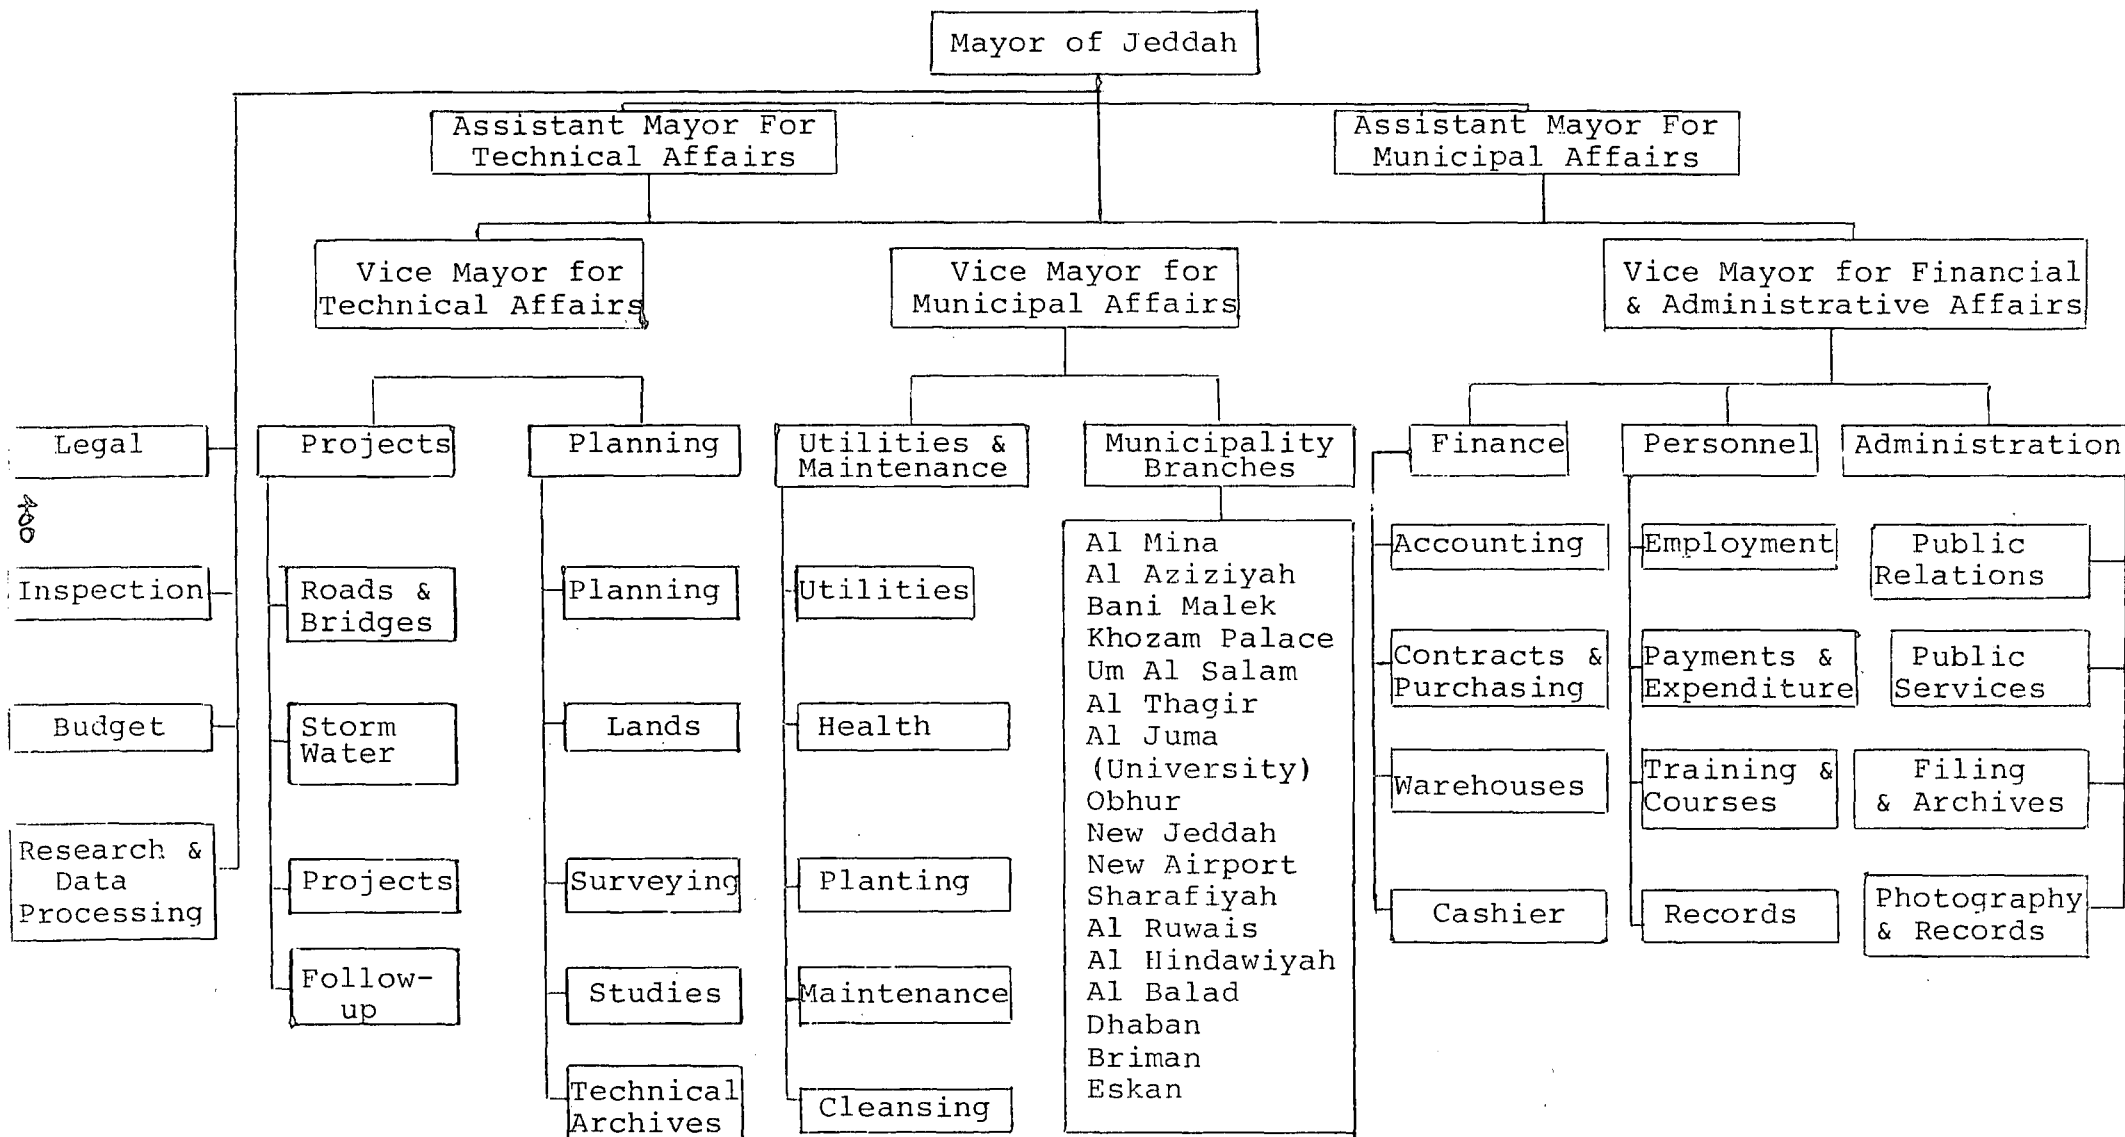 Mayor of Jeddah
Assistant Mayor For
Technical Affairs
Assistant Mayor For
Municipal Affairs
Vice Mayor for
Technical Affairs
Vice Mayor for
Municipal Affairs
Vice Mayor for Financial
& Administrative Affairs
Legal
Projects
Planning
Utilities &
Maintenance
Municipality
Branches
Finance
Personnel
Administration
Inspection
Budget
Research &
Data
Processing
Roads &
Bridges
Storm
Water
Projects
Follow-
up
Planning
Lands
Surveying
Studies
Technical
Archives
Utilities
Health
Planting
Maintenance
Cleansing
Al Mina
Al Aziziyah
Bani Malek
Khozam Palace
Um Al Salam
Al Thagir
Al Juma
(University)
Obhur
New Jeddah
New Airport
Sharafiyah
Al Ruwais
Al Hindawiyah
Al Balad
Dhaban
Briman
Eskan
Accounting
Contracts &
Purchasing
Warehouses
Cashier
Employment
Payments &
Expenditure
Training &
Courses
Records
Public
Relations
Public
Services
Filing
& Archives
Photography
& Records